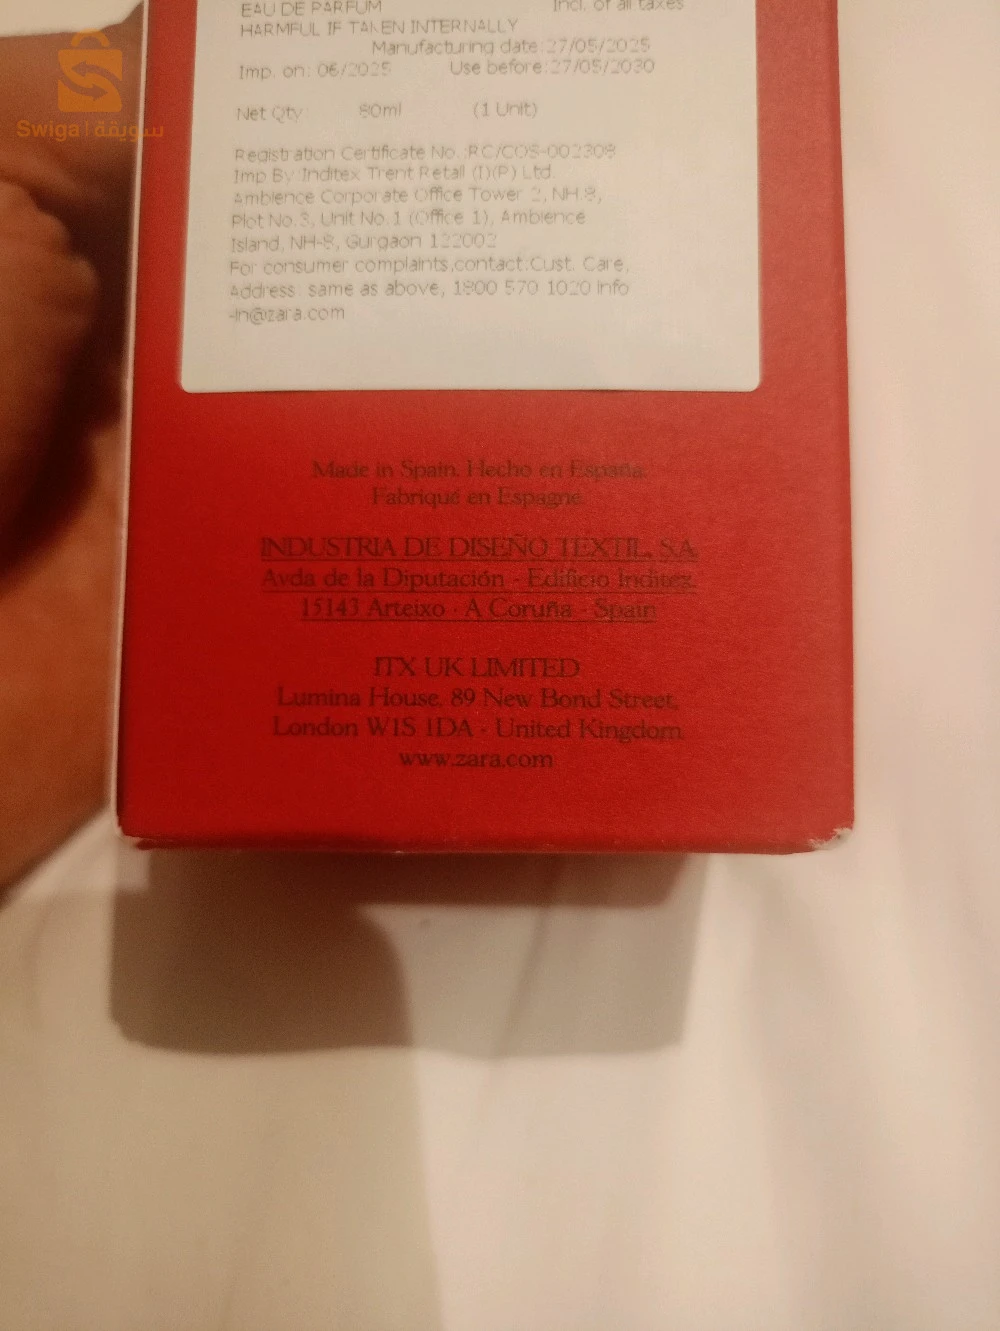 EAU DE PARFUM Incl. of all taxes
HARMFUL IF TAKEN INTERNALLY
Manufacturing date:27/05/2025
Imp. on: 06/2025 Use before:27/05/2030
Net Qty: 80ml (1 Unit)
Registration Certificate No.:RC/COS-002308
Imp By:Inditex Trent Retail (I)(P) Ltd.
Ambience Corporate Office Tower 2, NH 8,
Plot No.3, Unit No.1 (Office 1), Ambience
Island, NH-8, Gurgaon 122002
For consumer complaints,contact:Cust. Care,
Address: same as above, 1800 570 1020 Info
-in@zara.com
Made in Spain. Hecho en España.
Fabriqué en Espagne.
INDUSTRIA DE DISEÑO TEXTIL, S.A.
Avda de la Diputación · Edificio Inditex.
15143 Arteixo · A Coruña · Spain
ITX UK LIMITED
Lumina House, 89 New Bond Street,
London W1S 1DA · United Kingdom
www.zara.com
Swiga | سويقة